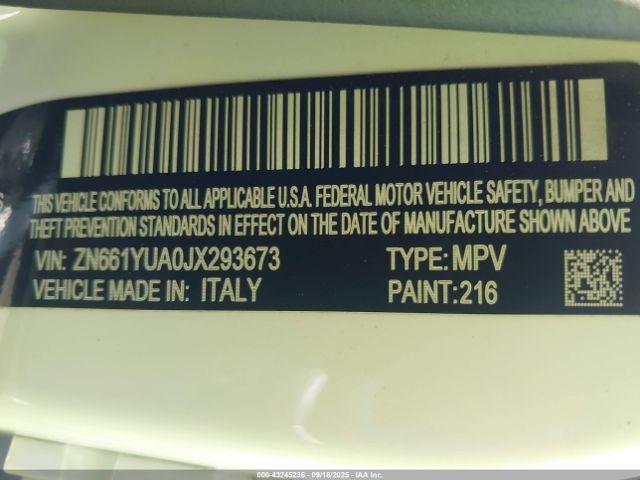 THIS VEHICLE CONFORMS TO ALL APPLICABLE U.S.A. FEDERAL MOTOR VEHICLE SAFETY, BUMPER AND
THEFT PREVENTION STANDARDS IN EFFECT ON THE DATE OF MANUFACTURE SHOWN ABOVE
VIN: ZN661YUA0JX293673 TYPE: MPV
VEHICLE MADE IN: ITALY PAINT:216
000-43245236 - 09/18/2025 - IAA Inc.